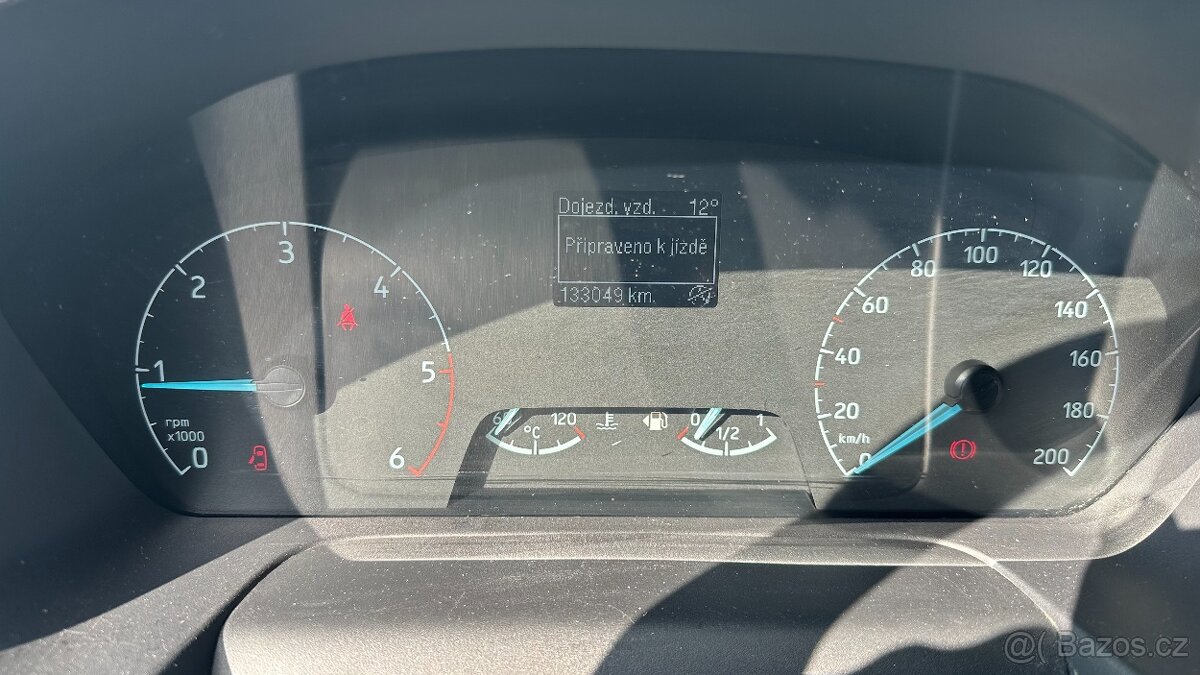 Dojezd. vzd. 12°
Připraveno k jízdě
133049 km.
0 1 2 3 4 5 6
rpm
x1000
60 120
°C
0 1/2 1
0 20 40 60 80 100 120 140 160 180 200
km/h
@( Bazos.cz